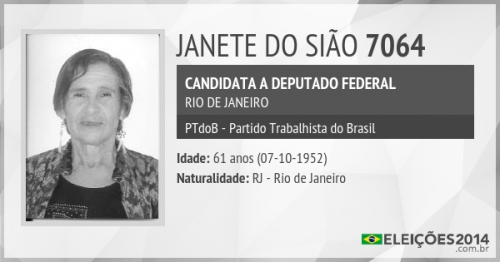 JANETE DO SIÃO 7064
CANDIDATA A DEPUTADO FEDERAL
RIO DE JANEIRO
PTdoB - Partido Trabalhista do Brasil
Idade: 61 anos (07-10-1952)
Naturalidade: RJ - Rio de Janeiro
ELEIÇÕES2014
.com.br